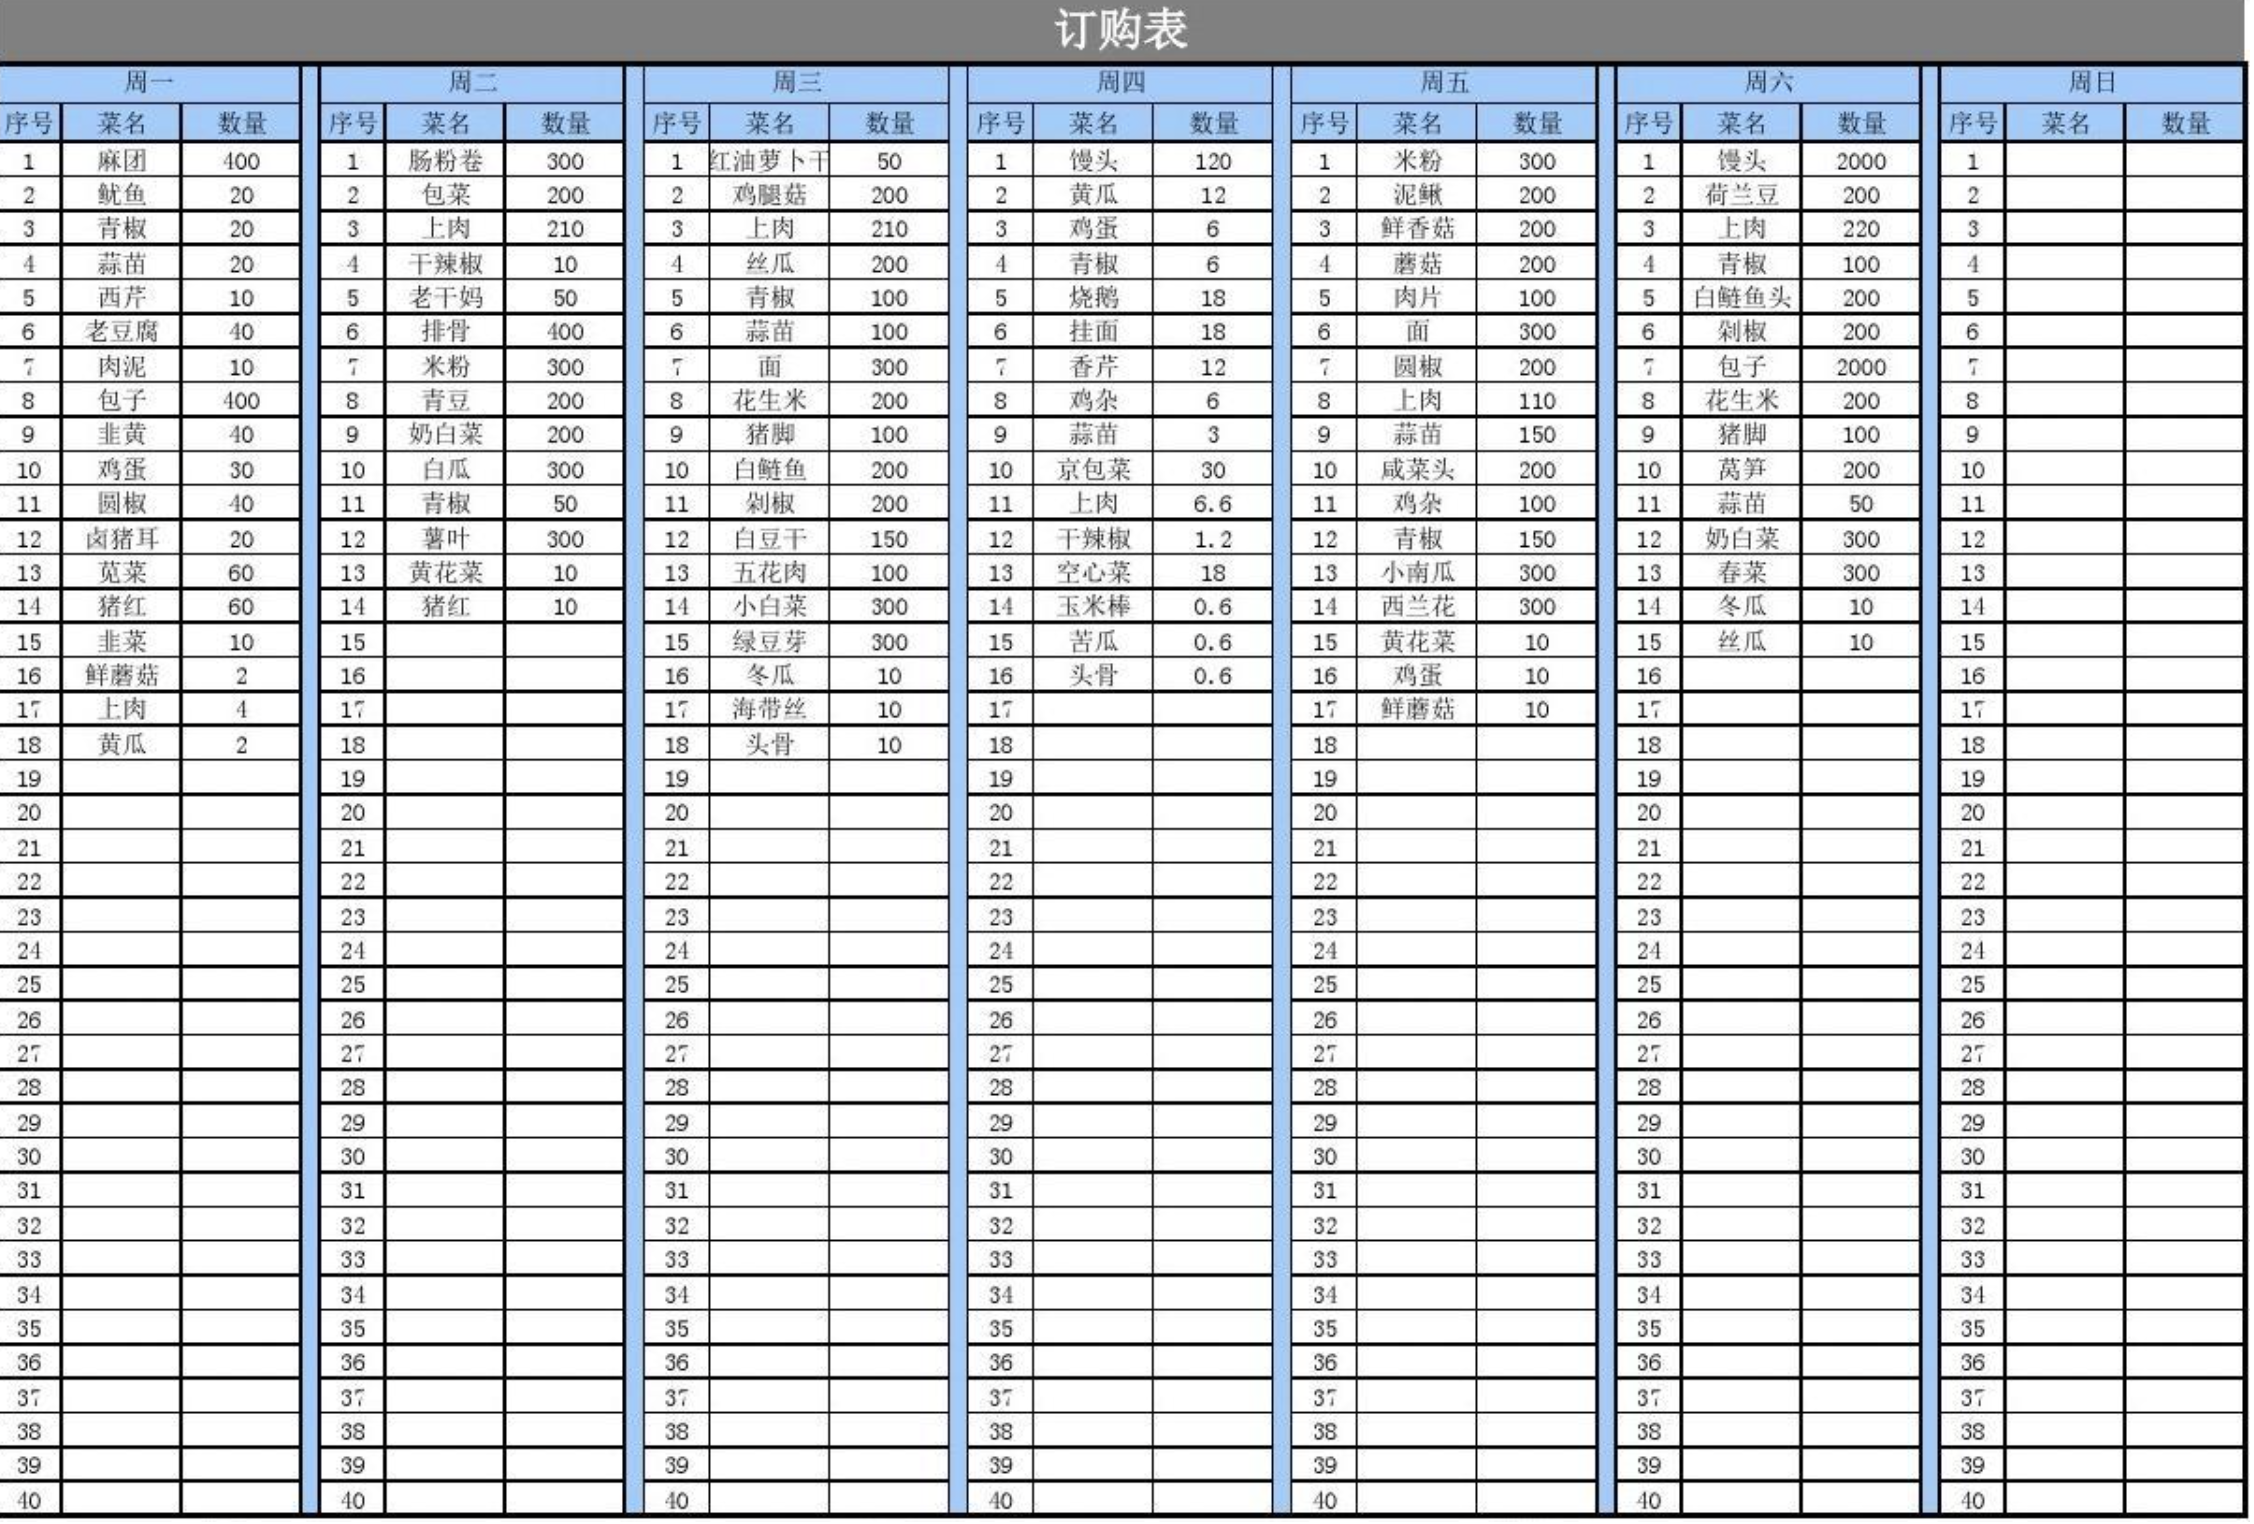 订购表
周一 周二 周三 周四 周五 周六 周日
序号 菜名 数量 序号 菜名 数量 序号 菜名 数量 序号 菜名 数量 序号 菜名 数量 序号 菜名 数量 序号 菜名 数量
1 麻团 400 1 肠粉卷 300 1 红油萝卜干 50 1 馒头 120 1 米粉 300 1 馒头 2000 1
2 鱿鱼 20 2 包菜 200 2 鸡腿菇 200 2 黄瓜 12 2 泥鳅 200 2 荷兰豆 200 2
3 青椒 20 3 上肉 210 3 上肉 210 3 鸡蛋 6 3 鲜香菇 200 3 上肉 220 3
4 蒜苗 20 4 干辣椒 10 4 丝瓜 200 4 青椒 6 4 蘑菇 200 4 青椒 100 4
5 西芹 10 5 老干妈 50 5 青椒 100 5 烧鹅 18 5 肉片 100 5 白鲢鱼头 200 5
6 老豆腐 40 6 排骨 400 6 蒜苗 100 6 挂面 18 6 面 300 6 剁椒 200 6
7 肉泥 10 7 米粉 300 7 面 300 7 香芹 12 7 圆椒 200 7 包子 2000 7
8 包子 400 8 青豆 200 8 花生米 200 8 鸡杂 6 8 上肉 110 8 花生米 200 8
9 韭黄 40 9 奶白菜 200 9 猪脚 100 9 蒜苗 3 9 蒜苗 150 9 猪脚 100 9
10 鸡蛋 30 10 白瓜 300 10 白鲢鱼 200 10 京包菜 30 10 咸菜头 200 10 莴笋 200 10
11 圆椒 40 11 青椒 50 11 剁椒 200 11 上肉 6.6 11 鸡杂 100 11 蒜苗 50 11
12 卤猪耳 20 12 薯叶 300 12 白豆干 150 12 干辣椒 1.2 12 青椒 150 12 奶白菜 300 12
13 苋菜 60 13 黄花菜 10 13 五花肉 100 13 空心菜 18 13 小南瓜 300 13 春菜 300 13
14 猪红 60 14 猪红 10 14 小白菜 300 14 玉米棒 0.6 14 西兰花 300 14 冬瓜 10 14
15 韭菜 10 15 15 绿豆芽 300 15 苦瓜 0.6 15 黄花菜 10 15 丝瓜 10 15
16 鲜蘑菇 2 16 16 冬瓜 10 16 头骨 0.6 16 鸡蛋 10 16 16
17 上肉 4 17 17 海带丝 10 17 17 鲜蘑菇 10 17 17
18 黄瓜 2 18 18 头骨 10 18 18 18 18
19 19 19 19 19 19 19
20 20 20 20 20 20 20
21 21 21 21 21 21 21
22 22 22 22 22 22 22
23 23 23 23 23 23 23
24 24 24 24 24 24 24
25 25 25 25 25 25 25
26 26 26 26 26 26 26
27 27 27 27 27 27 27
28 28 28 28 28 28 28
29 29 29 29 29 29 29
30 30 30 30 30 30 30
31 31 31 31 31 31 31
32 32 32 32 32 32 32
33 33 33 33 33 33 33
34 34 34 34 34 34 34
35 35 35 35 35 35 35
36 36 36 36 36 36 36
37 37 37 37 37 37 37
38 38 38 38 38 38 38
39 39 39 39 39 39 39
40 40 40 40 40 40 40